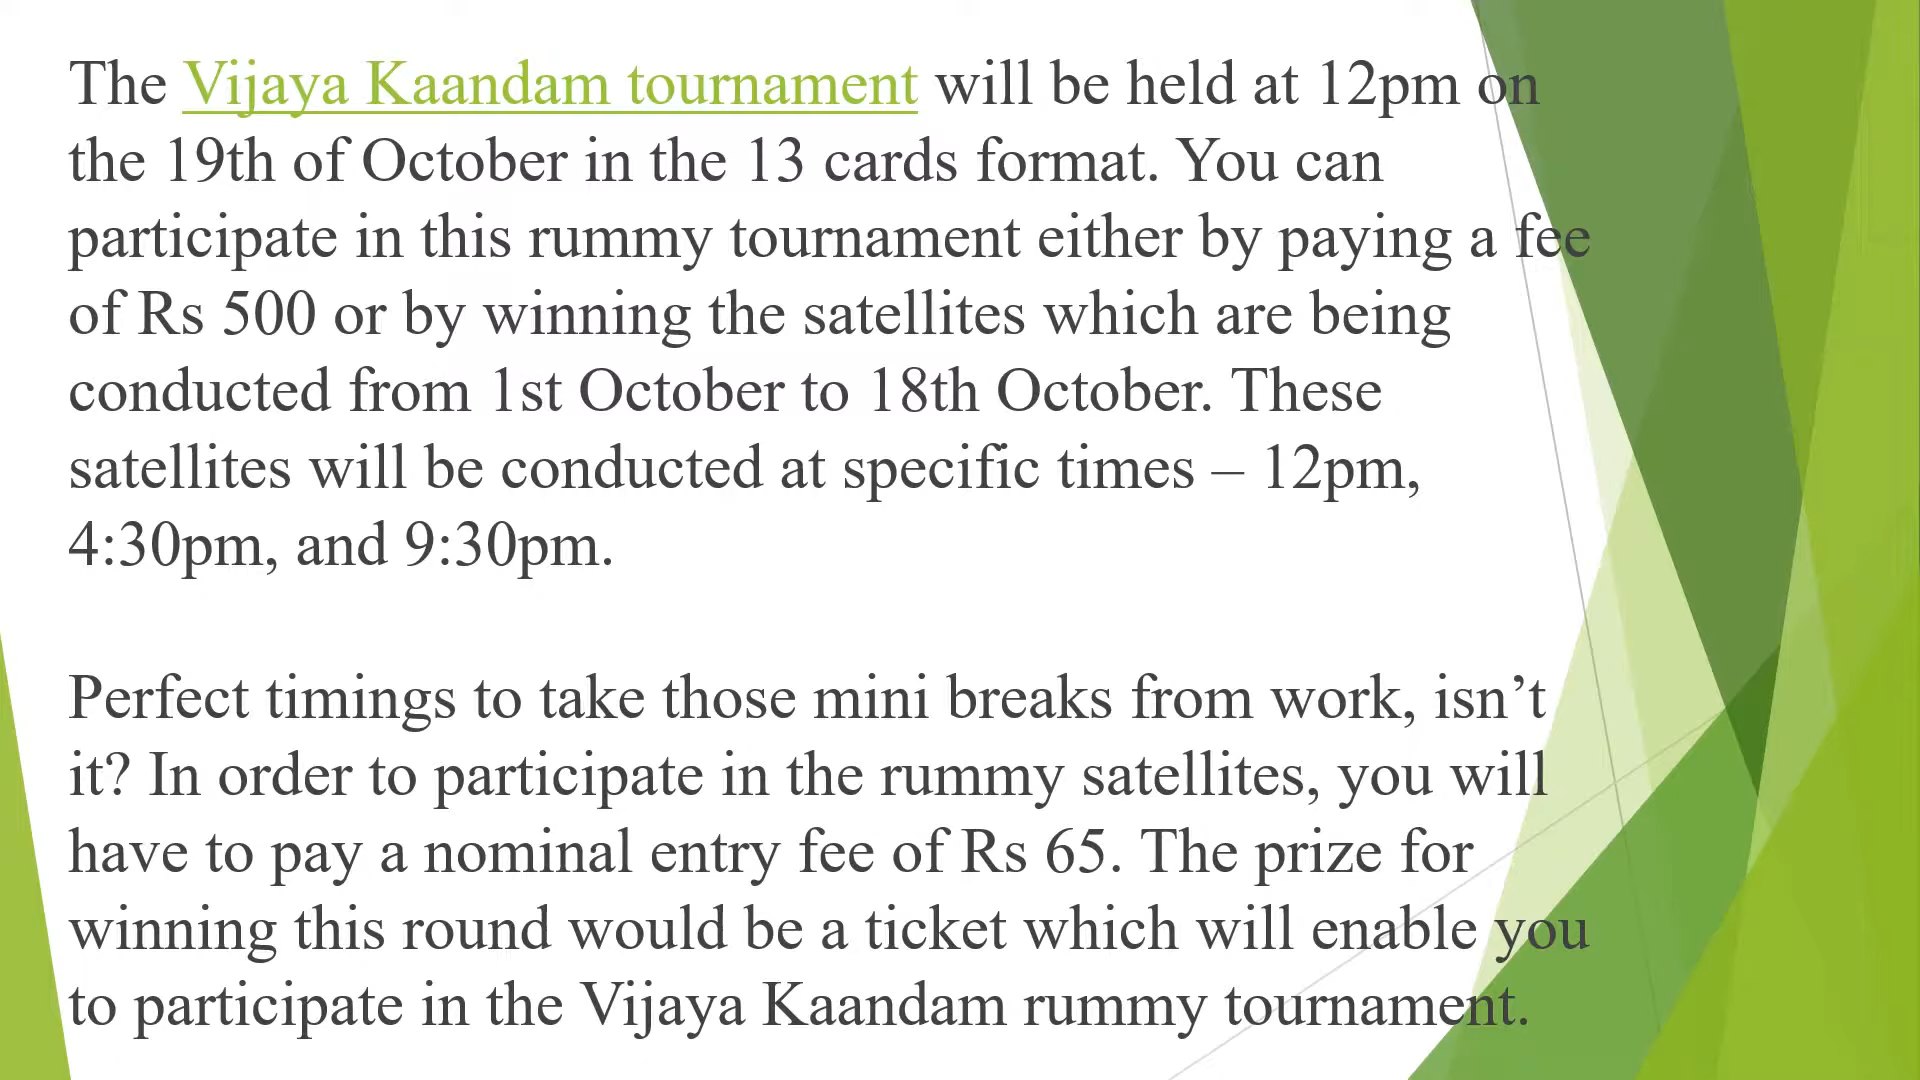 The Vijaya Kaandam tournament will be held at 12pm on
the 19th of October in the 13 cards format. You can
participate in this rummy tournament either by paying a fee
of Rs 500 or by winning the satellites which are being
conducted from 1st October to 18th October. These
satellites will be conducted at specific times – 12pm,
4:30pm, and 9:30pm.
Perfect timings to take those mini breaks from work, isn’t
it? In order to participate in the rummy satellites, you will
have to pay a nominal entry fee of Rs 65. The prize for
winning this round would be a ticket which will enable you
to participate in the Vijaya Kaandam rummy tournament.